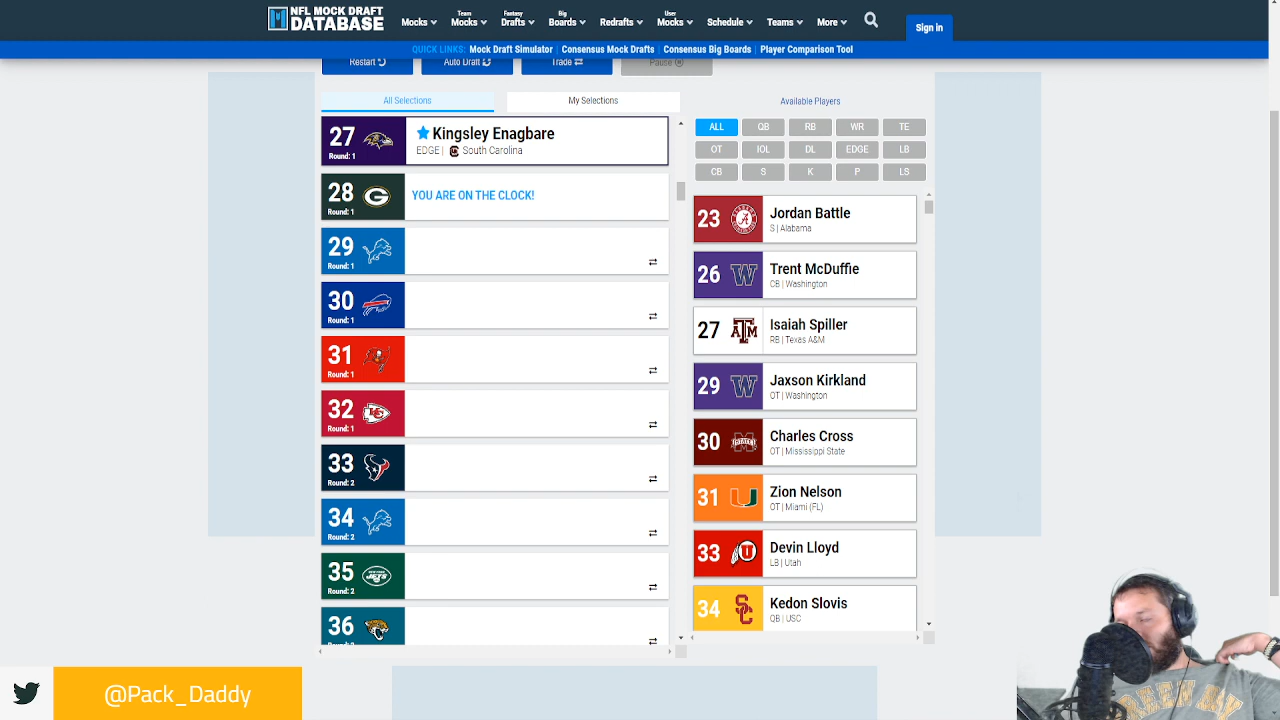 NFL MOCK DRAFT
DATABASE
Mocks
Team
Mocks
Fantasy
Drafts
Big
Boards
Redrafts
User
Mocks
Schedule
Teams
More
Sign in
QUICK LINKS: Mock Draft Simulator Consensus Mock Drafts Consensus Big Boards Player Comparison Tool
Restart
Auto Draft
Trade
Pause
All Selections
My Selections
Available Players
ALL QB RB WR TE
OT IOL DL EDGE LB
CB S K P LS
27
Round: 1
Kingsley Enagbare
EDGE | South Carolina
28
Round: 1
YOU ARE ON THE CLOCK!
29
Round: 1
30
Round: 1
31
Round: 1
32
Round: 1
33
Round: 2
34
Round: 2
35
Round: 2
36
23
Jordan Battle
S | Alabama
26
Trent McDuffie
CB | Washington
27
Isaiah Spiller
RB | Texas A&M
29
Jaxson Kirkland
OT | Washington
30
Charles Cross
OT | Mississippi State
31
Zion Nelson
OT | Miami (FL)
33
Devin Lloyd
LB | Utah
34
Kedon Slovis
QB | USC
@Pack_Daddy